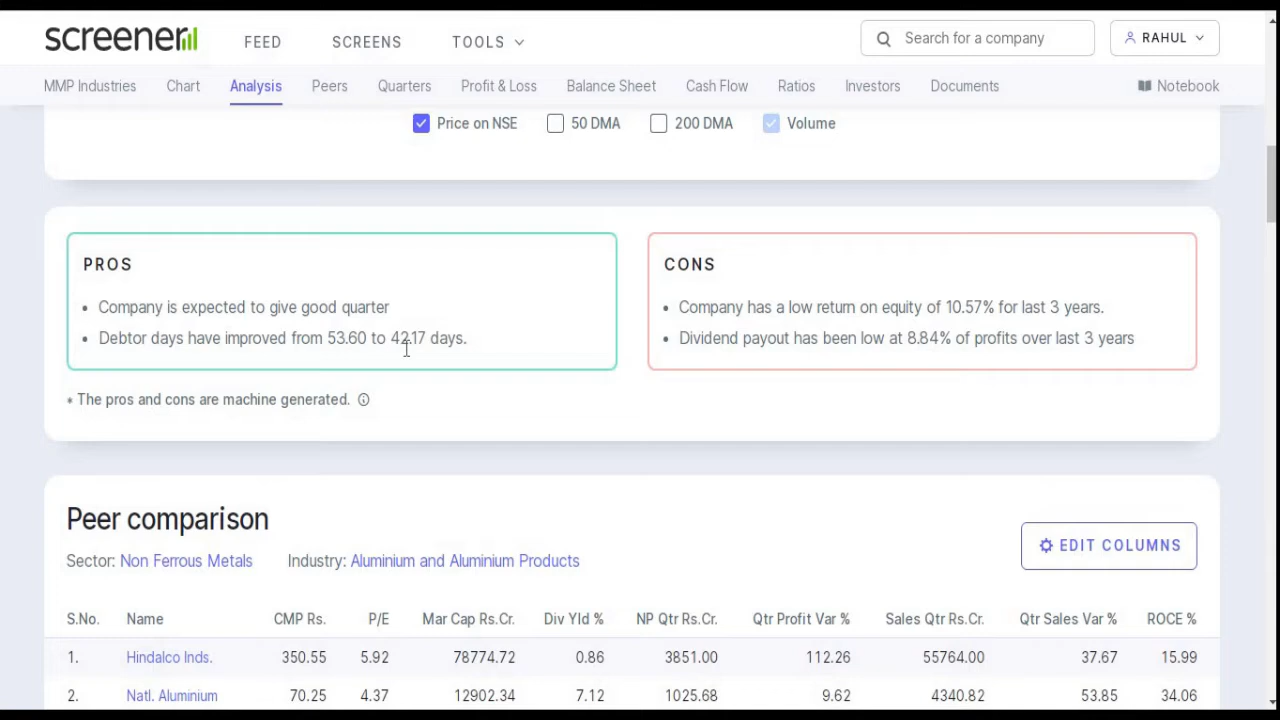 screener FEED SCREENS TOOLS Search for a company RAHUL
MMP Industries Chart Analysis Peers Quarters Profit & Loss Balance Sheet Cash Flow Ratios Investors Documents Notebook
Price on NSE 50 DMA 200 DMA Volume
PROS
• Company is expected to give good quarter
• Debtor days have improved from 53.60 to 42.17 days.
CONS
• Company has a low return on equity of 10.57% for last 3 years.
• Dividend payout has been low at 8.84% of profits over last 3 years
* The pros and cons are machine generated.
Peer comparison
EDIT COLUMNS
Sector: Non Ferrous Metals Industry: Aluminium and Aluminium Products
S.No. Name CMP Rs. P/E Mar Cap Rs.Cr. Div Yld % NP Qtr Rs.Cr. Qtr Profit Var % Sales Qtr Rs.Cr. Qtr Sales Var % ROCE %
1. Hindalco Inds. 350.55 5.92 78774.72 0.86 3851.00 112.26 55764.00 37.67 15.99
2. Natl. Aluminium 70.25 4.37 12902.34 7.12 1025.68 9.62 4340.82 53.85 34.06